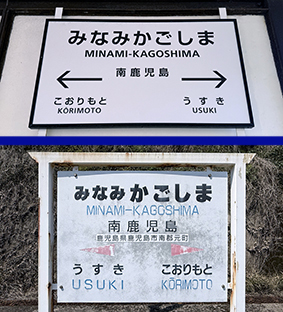 みなみかごしま
MINAMI-KAGOSHIMA
南鹿児島
こおりもと うすき
KŌRIMOTO USUKI
みなみかごしま
MINAMI-KAGOSHIMA
南鹿児島
鹿児島県鹿児島市南郡元町
うすき こおりもと
USUKI KŌRIMOTO